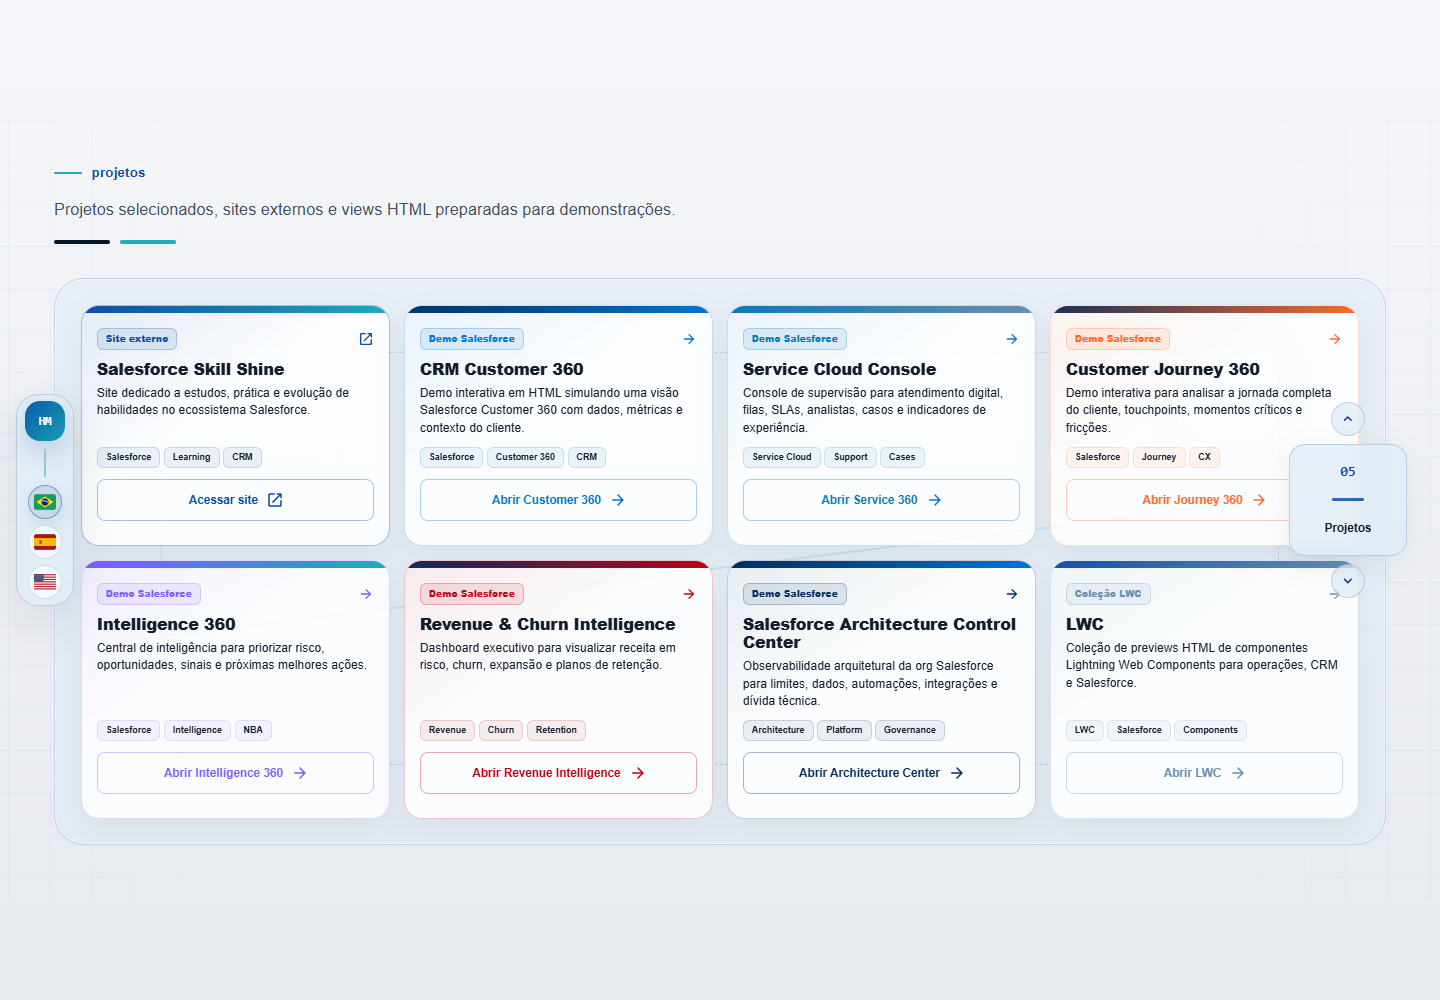 projetos
Projetos selecionados, sites externos e views HTML preparadas para demonstrações.
Site externo
Salesforce Skill Shine
Site dedicado a estudos, prática e evolução de
habilidades no ecossistema Salesforce.
Salesforce Learning CRM
Acessar site
Demo Salesforce
CRM Customer 360
Demo interativa em HTML simulando uma visão
Salesforce Customer 360 com dados, métricas e
contexto do cliente.
Salesforce Customer 360 CRM
Abrir Customer 360
Demo Salesforce
Service Cloud Console
Console de supervisão para atendimento digital,
filas, SLAs, analistas, casos e indicadores de
experiência.
Service Cloud Support Cases
Abrir Service 360
Demo Salesforce
Customer Journey 360
Demo interativa para analisar a jornada completa
do cliente, touchpoints, momentos críticos e
fricções.
Salesforce Journey CX
Abrir Journey 360
HM
05
Projetos
Demo Salesforce
Intelligence 360
Central de inteligência para priorizar risco,
oportunidades, sinais e próximas melhores ações.
Salesforce Intelligence NBA
Abrir Intelligence 360
Demo Salesforce
Revenue & Churn Intelligence
Dashboard executivo para visualizar receita em
risco, churn, expansão e planos de retenção.
Revenue Churn Retention
Abrir Revenue Intelligence
Demo Salesforce
Salesforce Architecture Control
Center
Observabilidade arquitetural da org Salesforce
para limites, dados, automações, integrações e
dívida técnica.
Architecture Platform Governance
Abrir Architecture Center
Coleção LWC
LWC
Coleção de previews HTML de componentes
Lightning Web Components para operações, CRM
e Salesforce.
LWC Salesforce Components
Abrir LWC